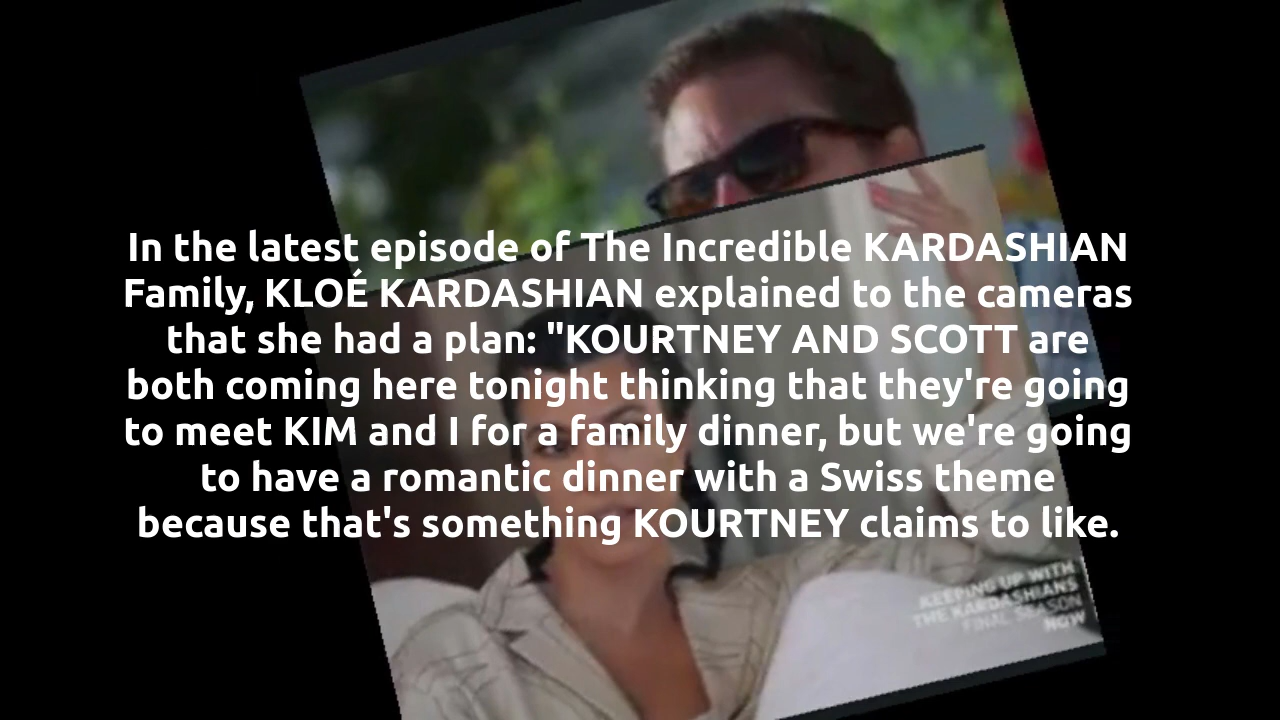 In the latest episode of The Incredible KARDASHIAN
Family, KLOÉ KARDASHIAN explained to the cameras
that she had a plan: "KOURTNEY AND SCOTT are
both coming here tonight thinking that they're going
to meet KIM and I for a family dinner, but we're going
to have a romantic dinner with a Swiss theme
because that's something KOURTNEY claims to like.
KEEPING UP WITH
THE KARDASHIANS
FINAL SEASON
NOW